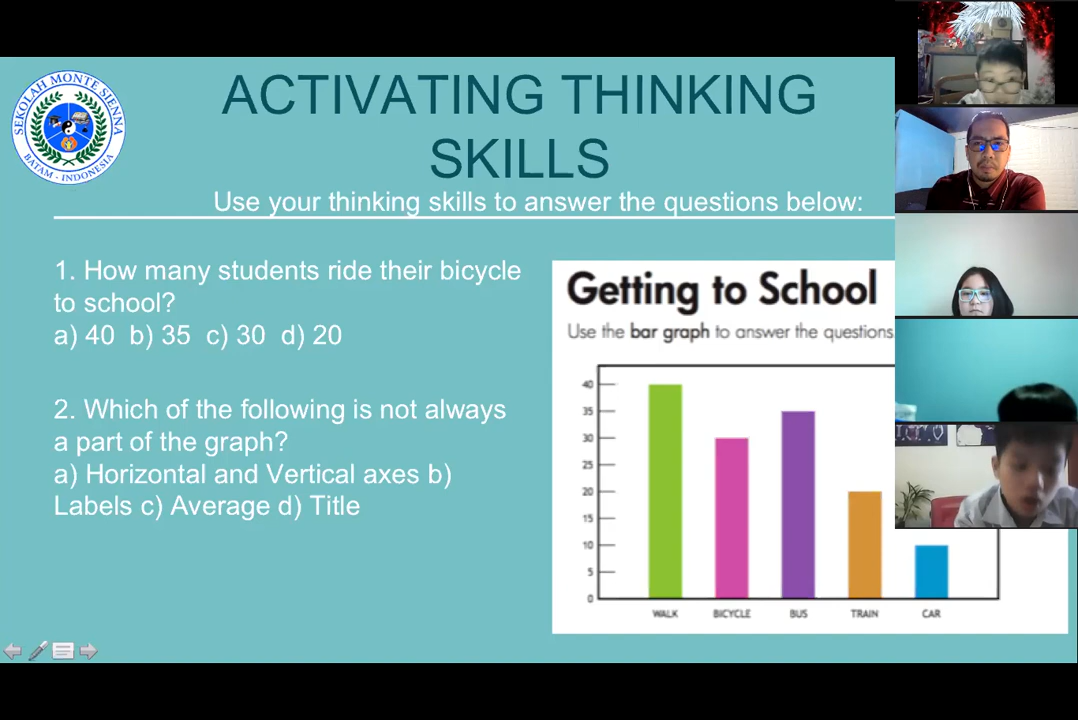 SEKOLAH MONTE SIENNA
BATAM - INDONESIA
ACTIVATING THINKING
SKILLS
Use your thinking skills to answer the questions below:
1. How many students ride their bicycle
to school?
a) 40 b) 35 c) 30 d) 20
2. Which of the following is not always
a part of the graph?
a) Horizontal and Vertical axes b)
Labels c) Average d) Title
Getting to School
Use the bar graph to answer the questions
40
35
30
25
20
15
10
5
0
WALK BICYCLE BUS TRAIN CAR